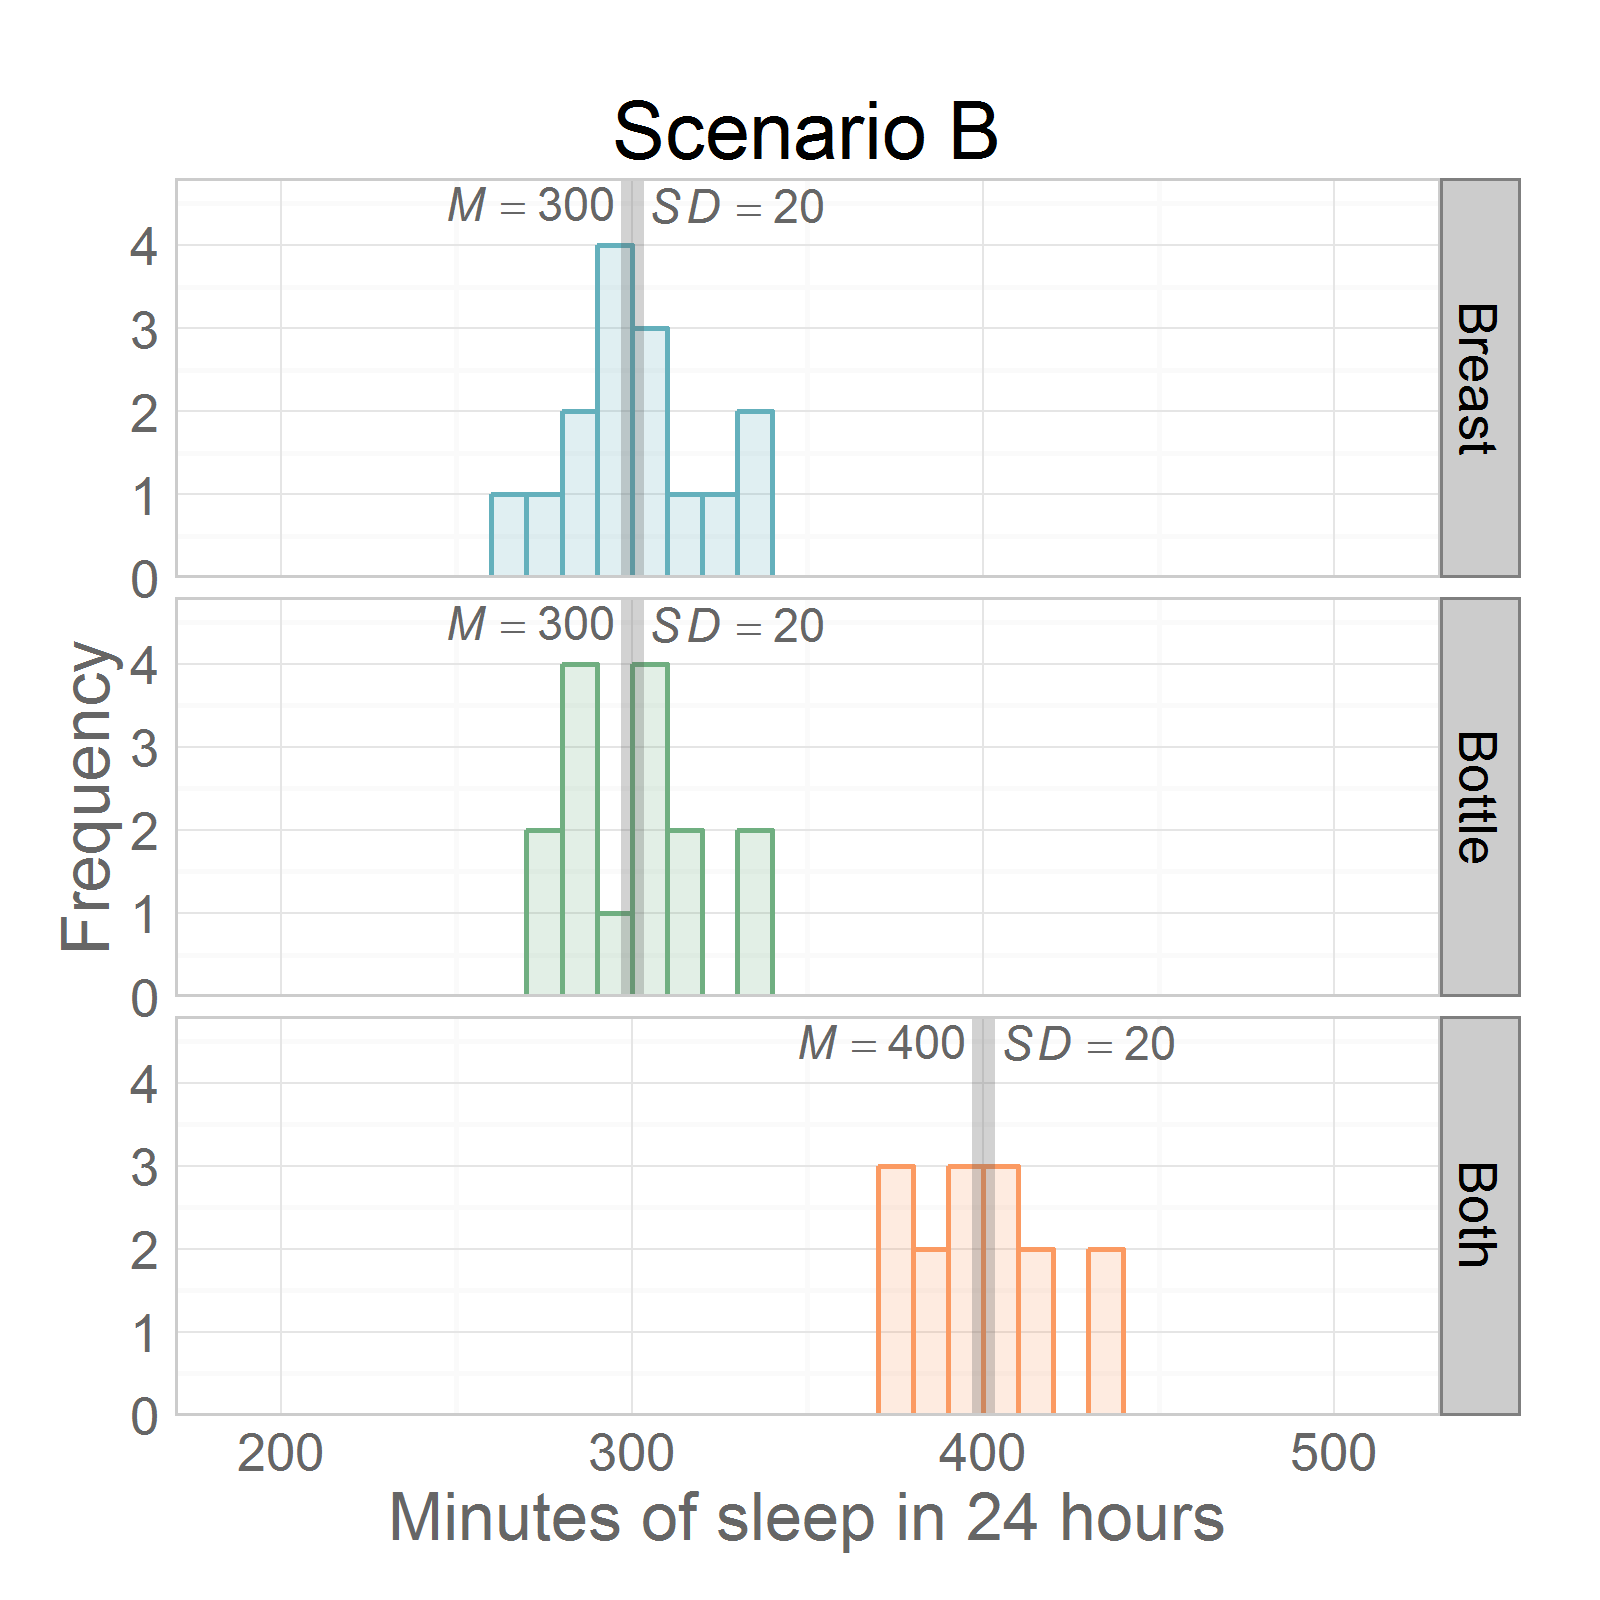 Scenario B
M = 300 SD = 20
Breast
4
3
2
1
0
M = 300 SD = 20
Bottle
4
3
2
1
0
Frequency
M = 400 SD = 20
Both
4
3
2
1
0
200 300 400 500
Minutes of sleep in 24 hours